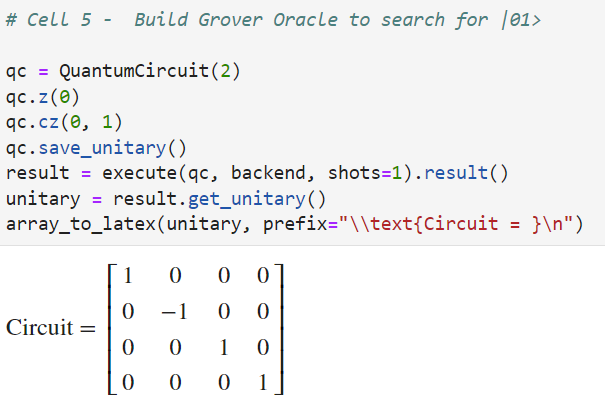 # Cell 5 -  Build Grover Oracle to search for |01>
qc = QuantumCircuit(2)
qc.z(0)
qc.cz(0, 1)
qc.save_unitary()
result = execute(qc, backend, shots=1).result()
unitary = result.get_unitary()
array_to_latex(unitary, prefix="\\text{Circuit = }\n")
Circuit =
1 0 0 0
0 −1 0 0
0 0 1 0
0 0 0 1